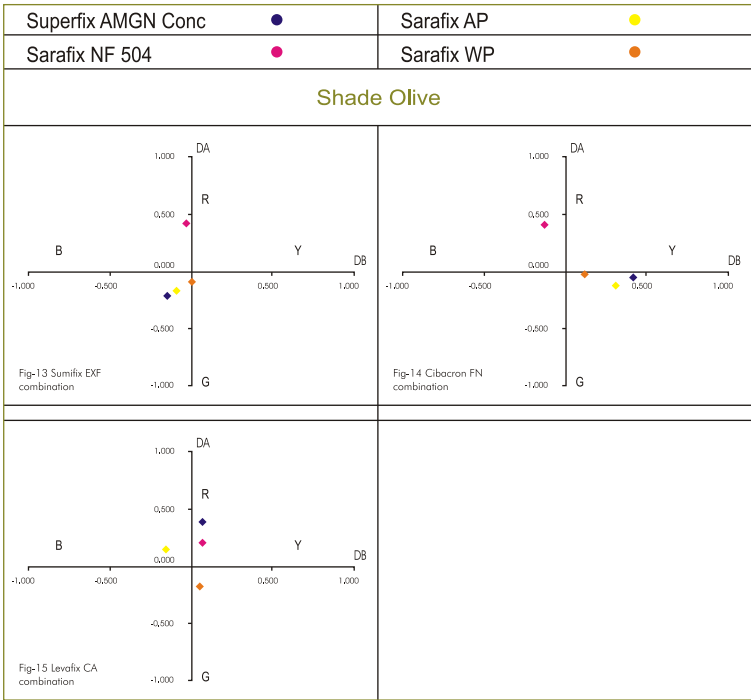 Superfix AMGN Conc
Sarafix AP
Sarafix NF 504
Sarafix WP
Shade Olive
DA
1.000
R
0.500
B
Y
0.000
DB
-1.000
-0.500
0.500
1.000
-0.500
-1.000
G
Fig-13 Sumifix EXF
combination
DA
1.000
R
0.500
B
Y
0.000
DB
-1.000
-0.500
0.500
1.000
-0.500
-1.000
G
Fig-14 Cibacron FN
combination
DA
1.000
R
0.500
B
Y
0.000
DB
-1.000
-0.500
0.500
1.000
-0.500
-1.000
G
Fig-15 Levafix CA
combination